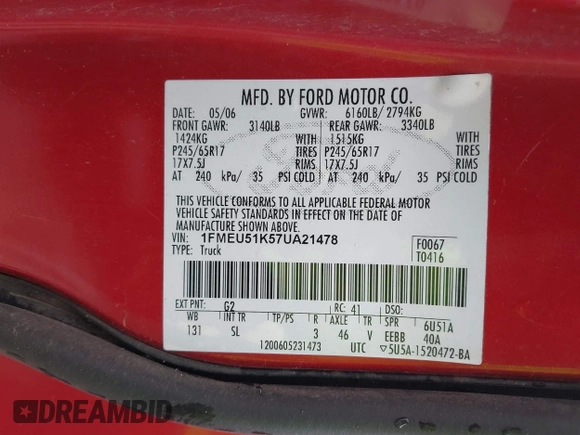 MFD. BY FORD MOTOR CO.
DATE: 05/06 GVWR: 6160LB/ 2794KG
FRONT GAWR: 3140LB REAR GAWR: 3340LB
1424KG WITH 1515KG WITH
P245/65R17 TIRES P245/65R17 TIRES
17X7.5J RIMS 17X7.5J RIMS
AT 240 kPa/ 35 PSI COLD AT 240 kPa/ 35 PSI COLD
THIS VEHICLE CONFORMS TO ALL APPLICABLE FEDERAL MOTOR
VEHICLE SAFETY STANDARDS IN EFFECT ON THE DATE OF
MANUFACTURE SHOWN ABOVE.
VIN: 1FMEU51K57UA21478 F0067
TYPE: Truck T0416
EXT PNT: G2 RC: 41 DSO:
WB INT TR TP/PS R AXLE TR SPR 6U51A
131 SL 3 46 V EEBB 40A
1200605231473 UTC ▽5U5A-1520472-BA
DREAMBID .COM